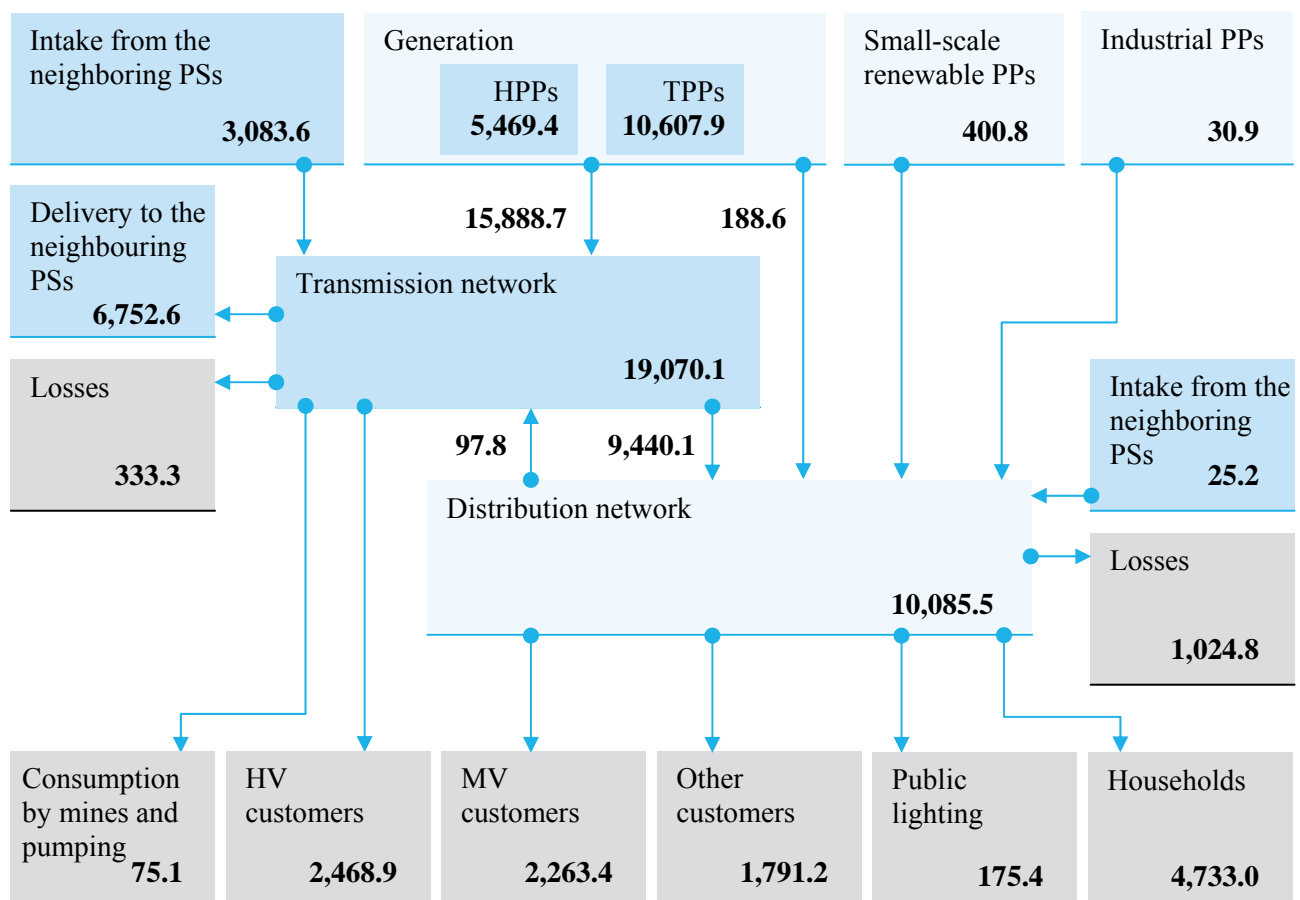 Intake from the
neighboring PSs
3,083.6
Generation
HPPs
5,469.4
TPPs
10,607.9
Small-scale
renewable PPs
400.8
Industrial PPs
30.9
Delivery to the
neighbouring
PSs
6,752.6
15,888.7
188.6
Transmission network
19,070.1
Losses
333.3
97.8
9,440.1
Intake from the
neighboring
PSs
25.2
Distribution network
10,085.5
Losses
1,024.8
Consumption
by mines and
pumping
75.1
HV
customers
2,468.9
MV
customers
2,263.4
Other
customers
1,791.2
Public
lighting
175.4
Households
4,733.0